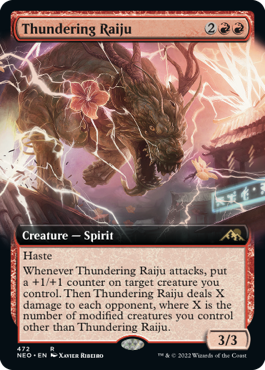 Thundering Raiju 2
Creature — Spirit
Haste
Whenever Thundering Raiju attacks, put
a +1/+1 counter on target creature you
control. Then Thundering Raiju deals X
damage to each opponent, where X is the
number of modified creatures you control
other than Thundering Raiju.
3/3
472 R
NEO • EN Xavier Ribeiro
™ & © 2022 Wizards of the Coast